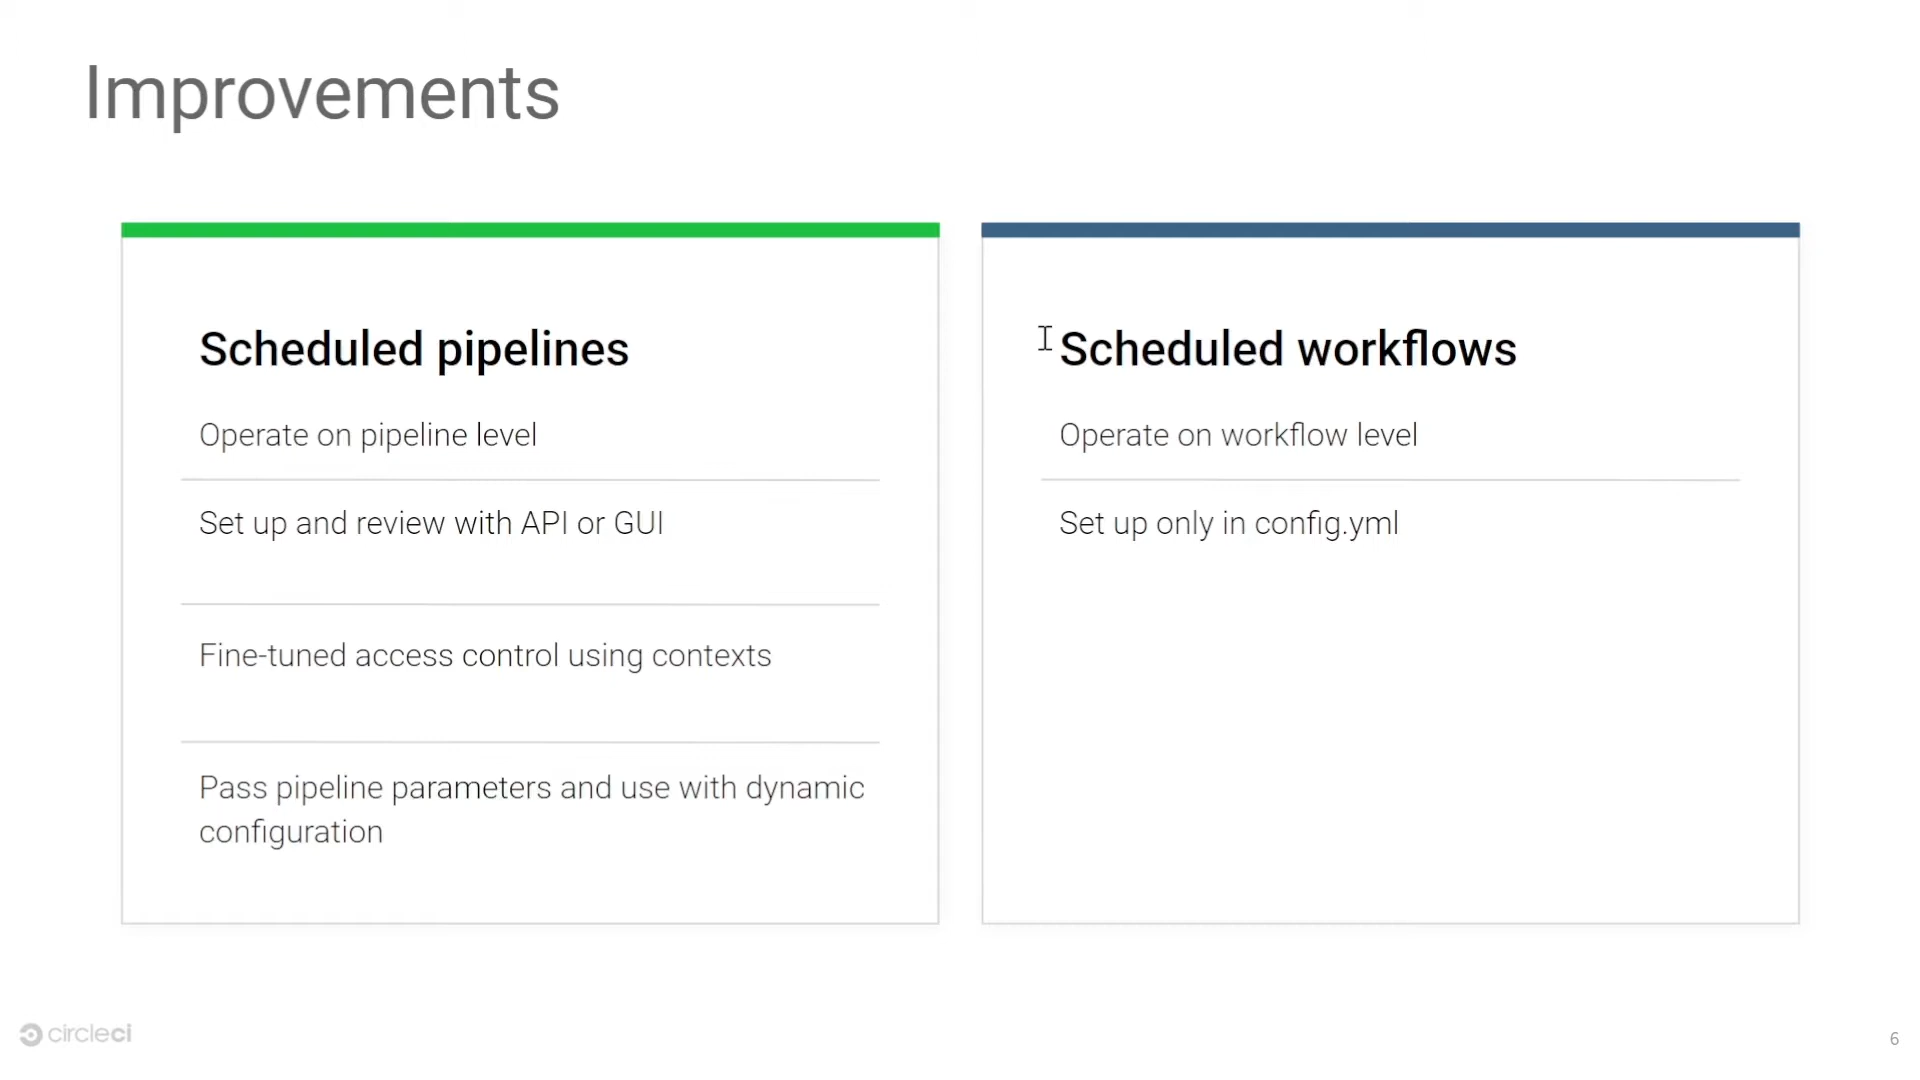 Improvements
Scheduled pipelines
Operate on pipeline level
Set up and review with API or GUI
Fine-tuned access control using contexts
Pass pipeline parameters and use with dynamic
configuration
Scheduled workflows
Operate on workflow level
Set up only in config.yml
circleci
6